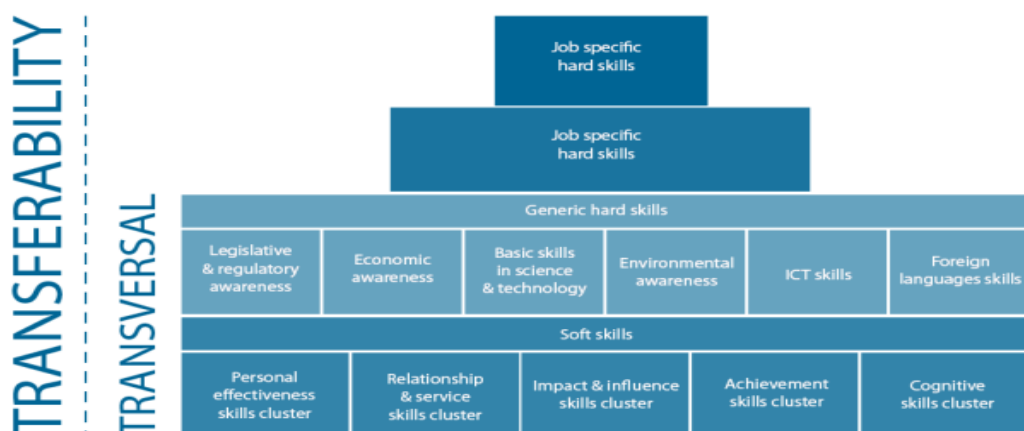 TRANSFERABILITY
TRANSVERSAL
Job specific
hard skills
Job specific
hard skills
Generic hard skills
Legislative
& regulatory
awareness
Economic
awareness
Basic skills
in science
& technology
Environmental
awareness
ICT skills
Foreign
languages skills
Soft skills
Personal
effectiveness
skills cluster
Relationship
& service
skills cluster
Impact & influence
skills cluster
Achievement
skills cluster
Cognitive
skills cluster